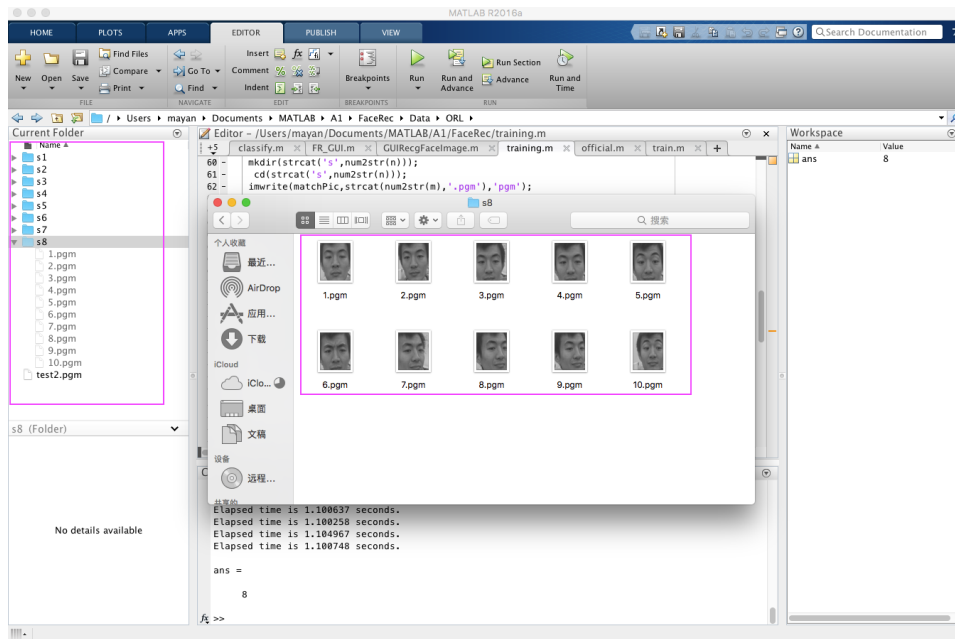 MATLAB R2016a
HOME PLOTS APPS EDITOR PUBLISH VIEW
Search Documentation
New Open Save
Find Files
Compare
Print
Go To
Find
Insert fx
Comment %
Indent
Breakpoints
Run
Run and Advance
Run Section
Advance
Run and Time
FILE NAVIGATE EDIT BREAKPOINTS RUN
/ Users mayan Documents MATLAB A1 FaceRec Data ORL
Current Folder
Name
s1
s2
s3
s4
s5
s6
s7
s8
1.pgm
2.pgm
3.pgm
4.pgm
5.pgm
6.pgm
7.pgm
8.pgm
9.pgm
10.pgm
test2.pgm
s8 (Folder)
No details available
Editor - /Users/mayan/Documents/MATLAB/A1/FaceRec/training.m
+5 classify.m FR_GUI.m GUIRecgFaceImage.m training.m official.m train.m +
60 - mkdir(strcat('s',num2str(n)));
61 - cd(strcat('s',num2str(n)));
62 - imwrite(matchPic,strcat(num2str(m),'.pgm'),'pgm');
s8
搜索
个人收藏
最近...
AirDrop
应用...
下载
iCloud
iClo...
桌面
文稿
设备
远程...
共享的
1.pgm 2.pgm 3.pgm 4.pgm 5.pgm
6.pgm 7.pgm 8.pgm 9.pgm 10.pgm
C
Elapsed time is 1.100637 seconds.
Elapsed time is 1.100258 seconds.
Elapsed time is 1.104967 seconds.
Elapsed time is 1.100748 seconds.
ans =
8
fx >>
Workspace
Name Value
ans 8